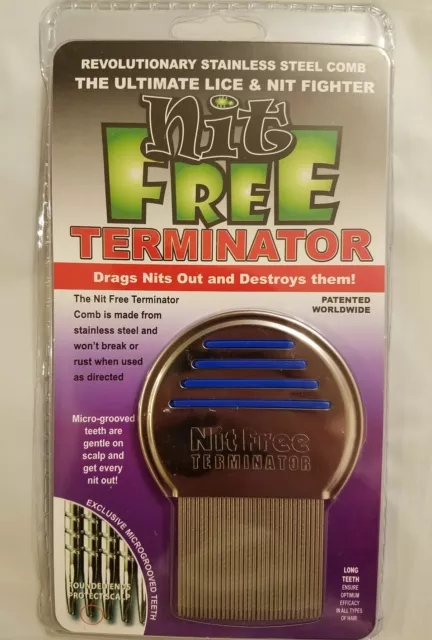 REVOLUTIONARY STAINLESS STEEL COMB
THE ULTIMATE LICE & NIT FIGHTER
Nit
FREE
TERMINATOR
Drags Nits Out and Destroys them!
The Nit Free Terminator
Comb is made from
stainless steel and
won't break or
rust when used
as directed
PATENTED
WORLDWIDE
Micro-grooved
teeth are
gentle on
scalp and
get every
nit out!
Nit Free
TERMINATOR
EXCLUSIVE MICROGROOVED TEETH
ROUNDED ENDS
PROTECT SCALP
LONG
TEETH
ENSURE
OPTIMUM
EFFICACY
IN ALL TYPES
OF HAIR